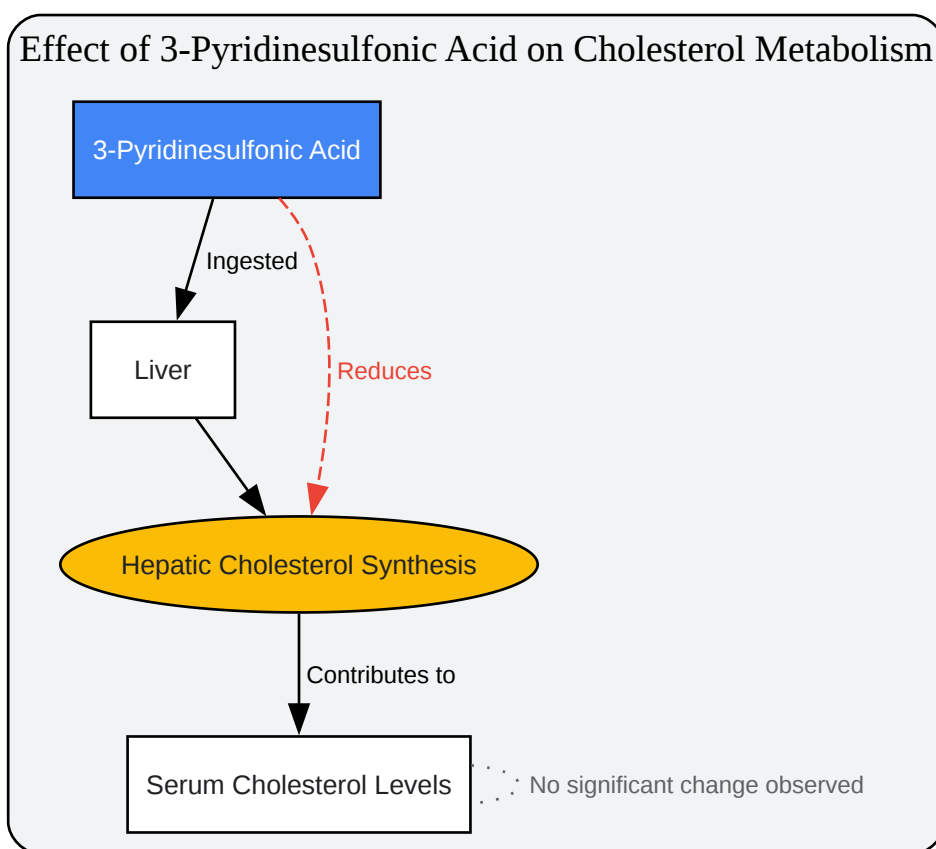 Effect of 3-Pyridinesulfonic Acid on Cholesterol Metabolism
3-Pyridinesulfonic Acid
Ingested
Liver
Reduces
Hepatic Cholesterol Synthesis
Contributes to
Serum Cholesterol Levels
No significant change observed